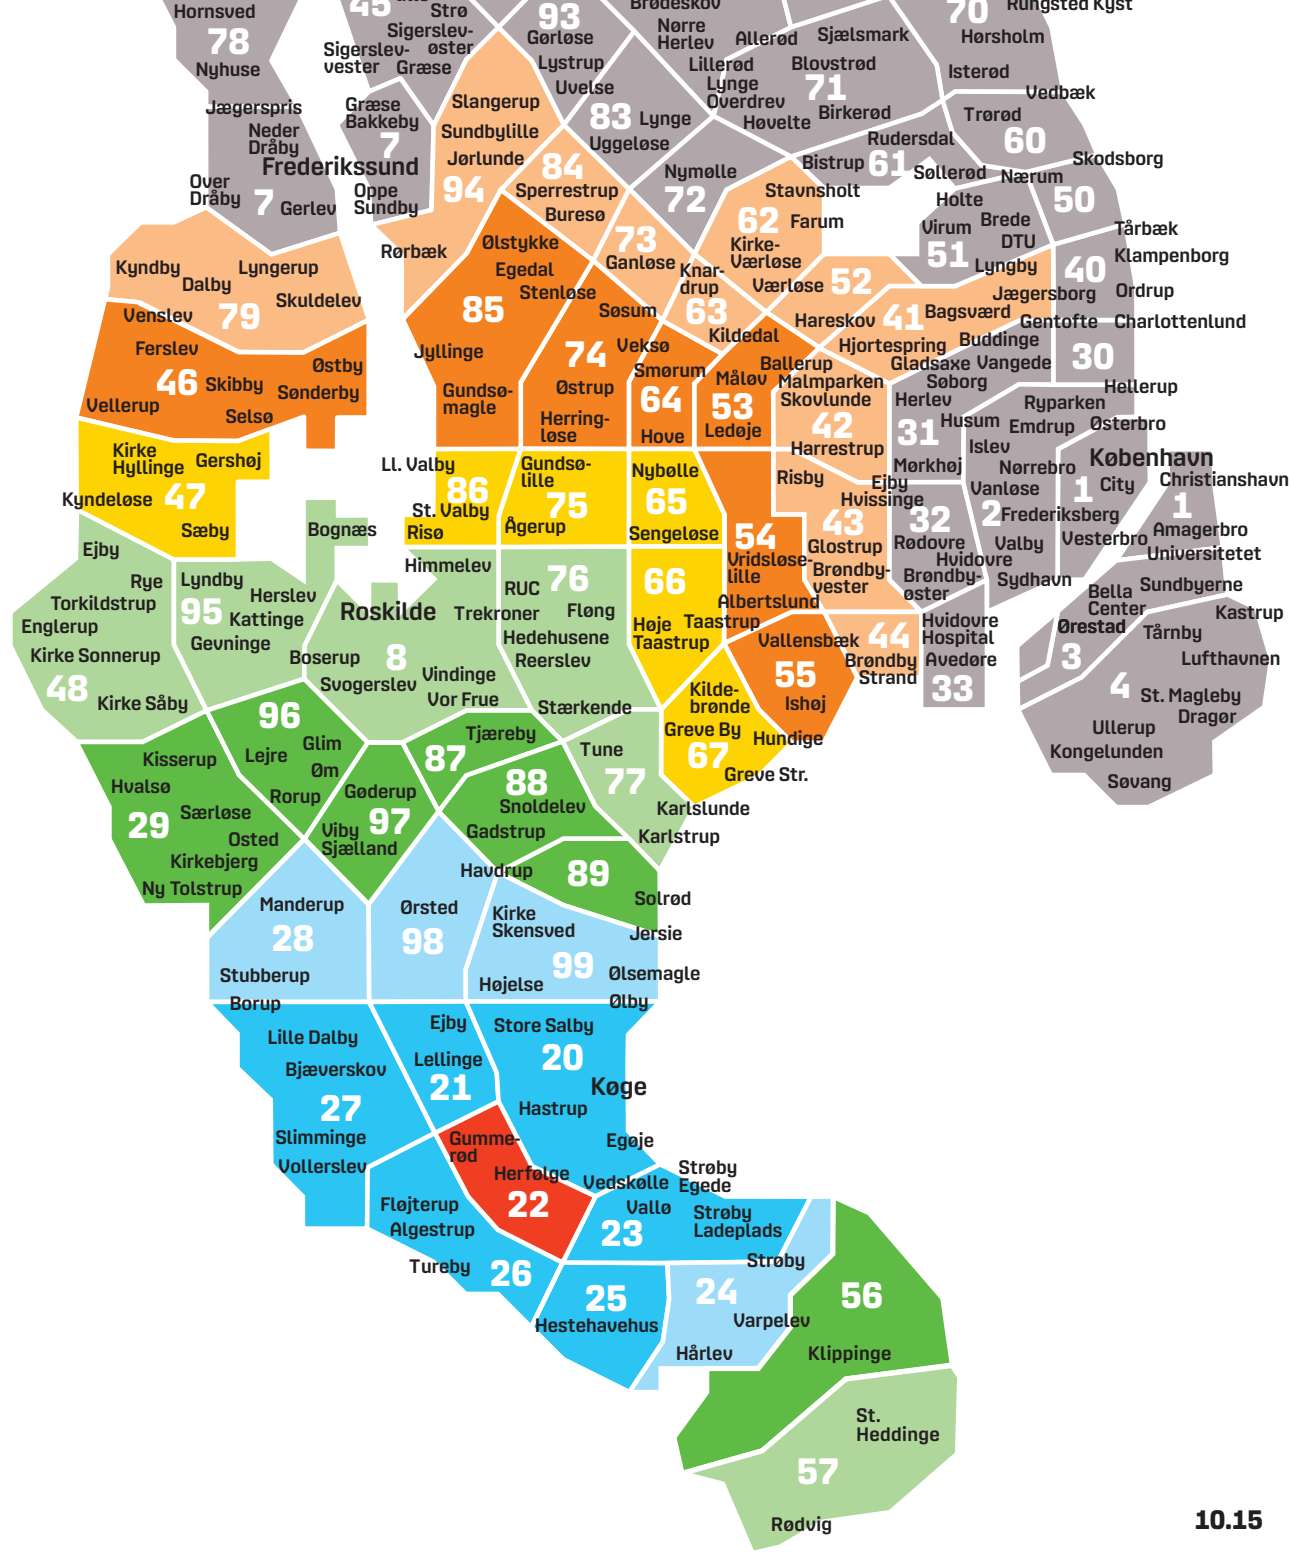 Hornsved
78
Nyhuse
Jægerspris
Neder
Dråby
Frederikssund
Over
Dråby
7
Gerlev
45
Strø
Sigerslev-
øster
Sigerslev-
vester
Græse
Græse
Bakkeby
7
Oppe
Sundby
93
Gørløse
Lystrup
Uvelse
Brødeskov
Nørre
Herlev
83
Lynge
Uggeløse
Allerød
Sjælsmark
Lillerød
Blovstrød
Lynge
Overdrev
71
Birkerød
Høvelte
70
Rungsted Kyst
Hørsholm
Isterød
Vedbæk
Trørød
60
Skodsborg
Rudersdal
Bistrup
61
Søllerød
Nærum
50
Nymølle
72
Holte
Virum
Brede
DTU
51
Lyngby
Tårbæk
Klampenborg
40
Ordrup
Jægersborg
Gentofte
Charlottenlund
Slangerup
Sundbylille
Jørlunde
94
Rørbæk
84
Sperrestrup
Buresø
73
Ganløse
Stavnsholt
62
Farum
Kirke-
Værløse
Værløse
52
Knar-
drup
63
Kildedal
Hareskov
41
Bagsværd
Hjortespring
Buddinge
Gladsaxe
Vangede
30
Søborg
Hellerup
Kyndby
Lyngerup
Dalby
Skuldelev
79
Venslev
Ferslev
Østby
46
Skibby
Sønderby
Vellerup
Selsø
Ølstykke
Egedal
Stenløse
85
Jyllinge
Gundsø-
magle
Søsum
74
Veksø
Østrup
Herring-
løse
Smørum
64
Hove
Ballerup
Måløv
53
Ledøje
Malmparken
Skovlunde
42
Harrestrup
Herlev
31
Husum
Mørkhøj
Ryparken
Emdrup
Østerbro
Islev
Nørrebro
København
Vanløse
1
City
Christianshavn
1
2
Frederiksberg
Vesterbro
Amagerbro
Universitetet
Valby
Sydhavn
Kirke
Hyllinge
Gershøj
Kyndeløse
47
Sæby
Ll. Valby
86
St. Valby
Risø
Gundsø-
lille
75
Ågerup
Nybølle
65
Sengeløse
Risby
Ejby
Hvissinge
43
Glostrup
Brøndby-
vester
32
Rødovre
Hvidovre
Brøndby-
øster
54
Vridsløse-
lille
Albertslund
Bognæs
Himmelev
Ejby
Rye
Torkildstrup
Englerup
Kirke Sonnerup
48
Kirke Såby
Lyndby
Herslev
95
Kattinge
Gevninge
Roskilde
Boserup
8
Svogerslev
Vindinge
Vor Frue
Trekroner
RUC
76
Fløng
Hedehusene
Reerslev
Stærkende
66
Høje
Taastrup
Taastrup
Vallensbæk
44
Brøndby
Strand
55
Ishøj
Hvidovre
Hospital
Avedøre
33
Bella
Center
Sundbyerne
Ørestad
3
Kastrup
Tårnby
Lufthavnen
4
St. Magleby
Dragør
Ullerup
Kongelunden
Søvang
Kilde-
brønde
Greve By
Hundige
67
Greve Str.
Tune
77
Karlslunde
Karlstrup
96
Glim
Lejre
Øm
Rorup
Tjæreby
87
88
Snoldelev
Gadstrup
Kisserup
Hvalsø
Særløse
29
Osted
Kirkebjerg
Ny Tolstrup
Gøderup
97
Viby
Sjælland
89
Solrød
Havdrup
Manderup
28
Stubberup
Borup
Ørsted
98
Kirke
Skensved
Jersie
99
Ølsemagle
Højelse
Ølby
Lille Dalby
Bjæverskov
27
Slimminge
Vollerslev
Ejby
Lellinge
21
Store Salby
20
Køge
Hastrup
Egøje
Gumme-
rød
Herfølge
22
Vedskølle
Strøby
Egede
Vallø
23
Strøby
Ladeplads
Fløjterup
Algestrup
Tureby
26
25
Hestehavehus
Strøby
24
Varpelev
Hårlev
56
Klippinge
St.
Heddinge
57
Rødvig
10.15